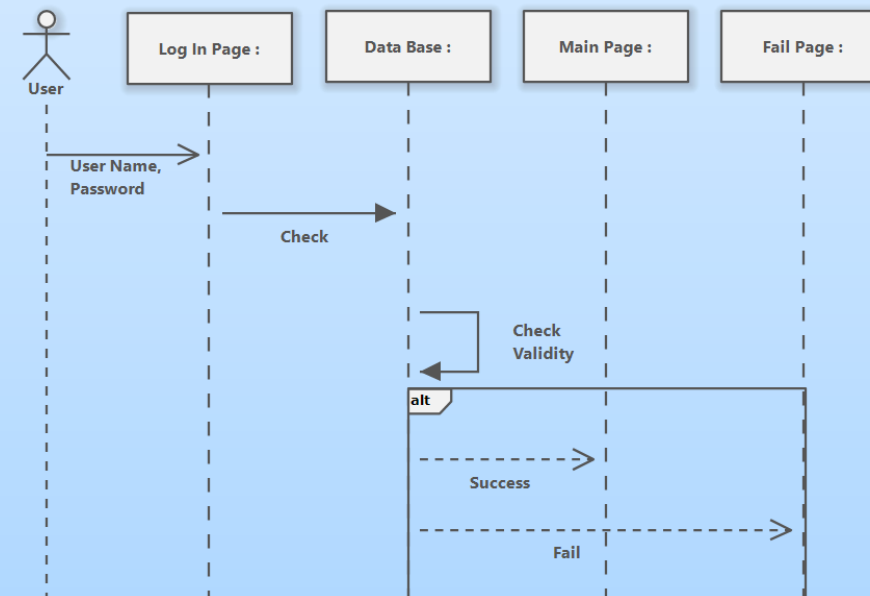 Log In Page :
Data Base :
Main Page :
Fail Page :
User
User Name,
Password
Check
Check
Validity
alt
Success
Fail